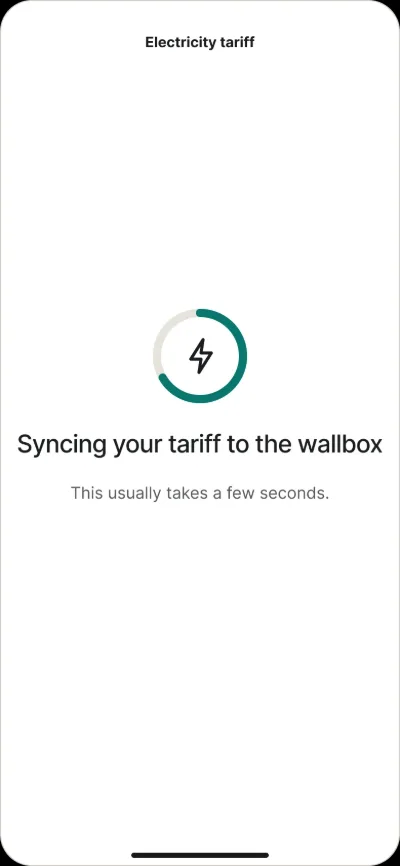 Electricity tariff
Syncing your tariff to the wallbox
This usually takes a few seconds.